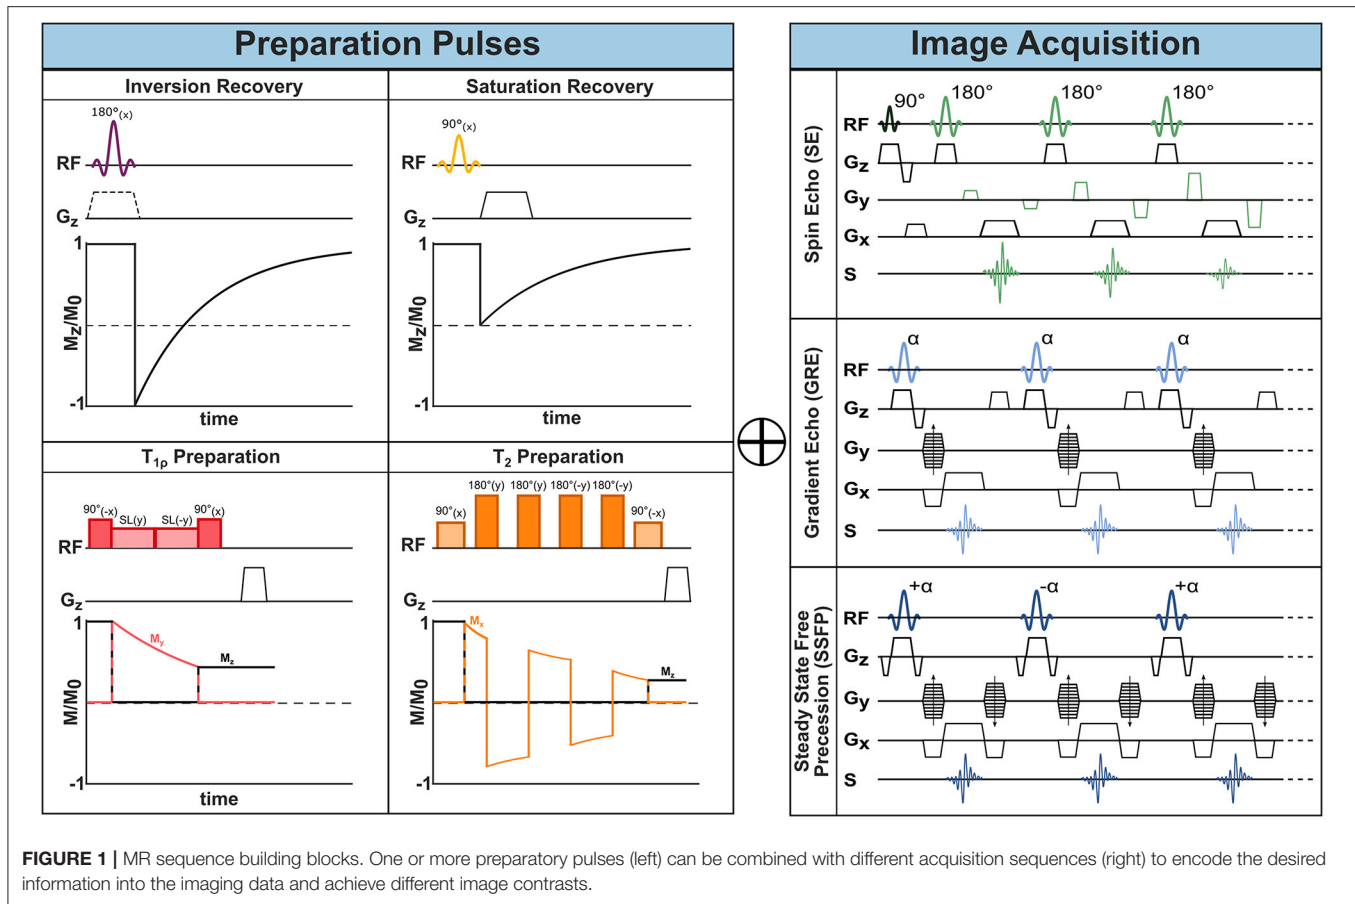 Preparation Pulses
Inversion Recovery
180°(x)
RF
Gz
1
Mz/M0
-1
time
Saturation Recovery
90°(x)
RF
Gz
1
Mz/M0
-1
time
T1ρ Preparation
90°(-x) SL(y) SL(-y) 90°(x)
RF
Gz
1
My
Mz
M/M0
-1
time
T2 Preparation
90°(x) 180°(y) 180°(y) 180°(-y) 180°(-y) 90°(-x)
RF
Gz
1
Mx
Mz
M/M0
-1
time
Image Acquisition
Spin Echo (SE)
90° 180° 180° 180°
RF
Gz
Gy
Gx
S
Gradient Echo (GRE)
α α α
RF
Gz
Gy
Gx
S
Steady State Free
Precession (SSFP)
+α -α +α
RF
Gz
Gy
Gx
S
FIGURE 1 | MR sequence building blocks. One or more preparatory pulses (left) can be combined with different acquisition sequences (right) to encode the desired
information into the imaging data and achieve different image contrasts.